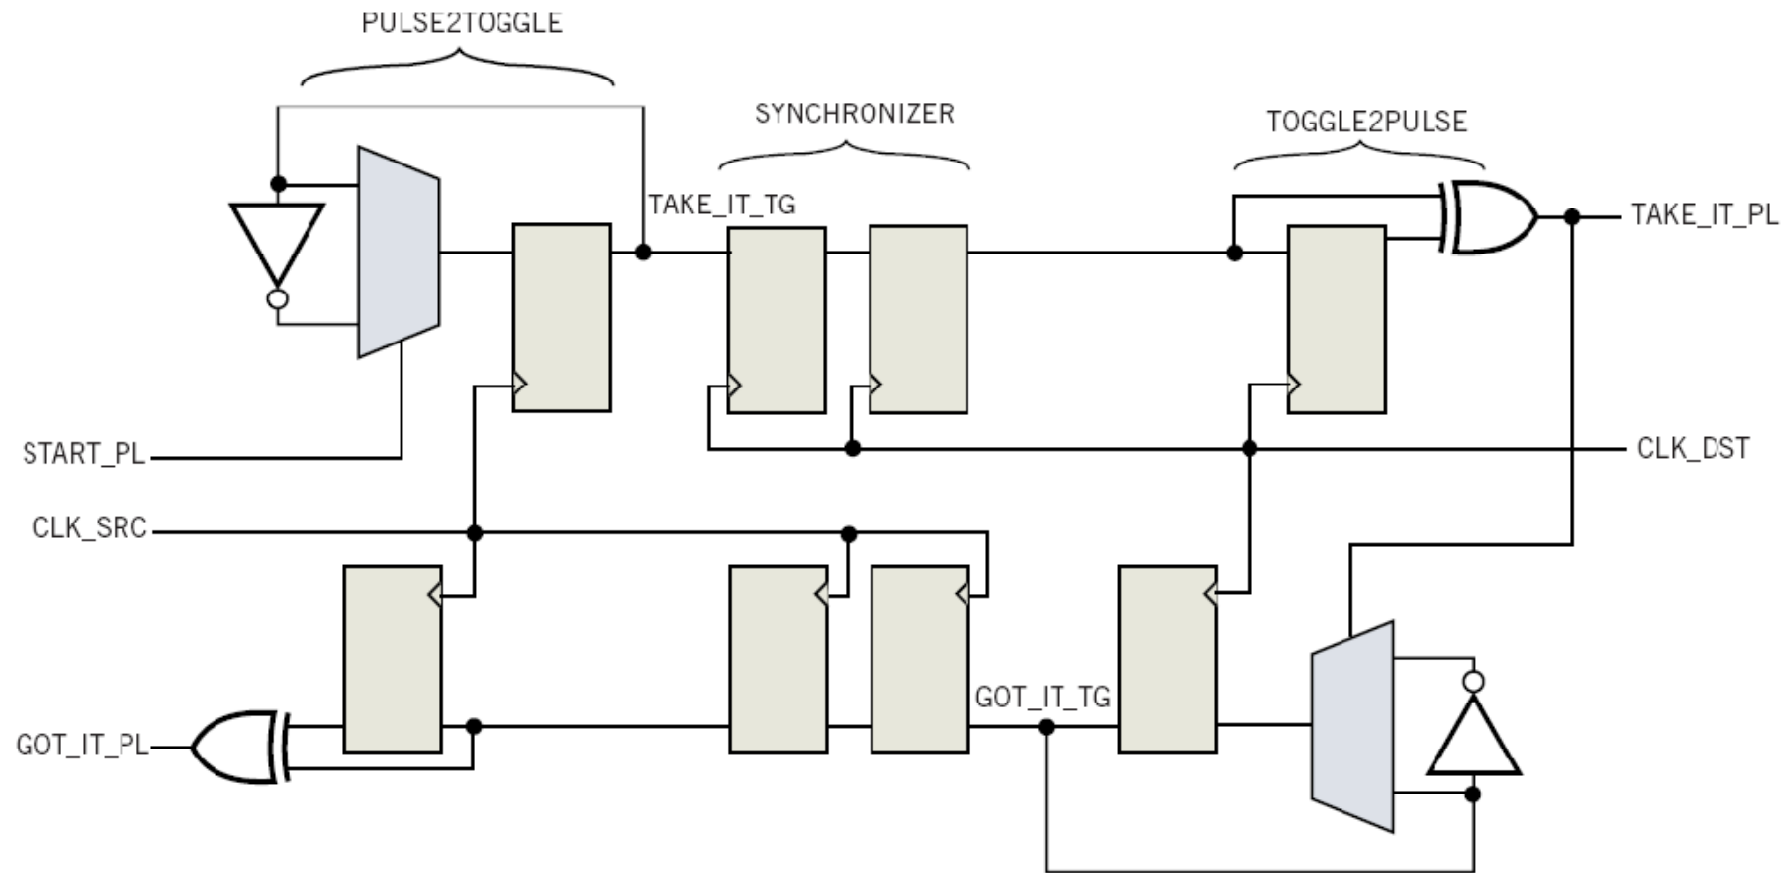 PULSE2TOGGLE
SYNCHRONIZER
TOGGLE2PULSE
TAKE_IT_TG
TAKE_IT_PL
START_PL
CLK_DST
CLK_SRC
GOT_IT_TG
GOT_IT_PL